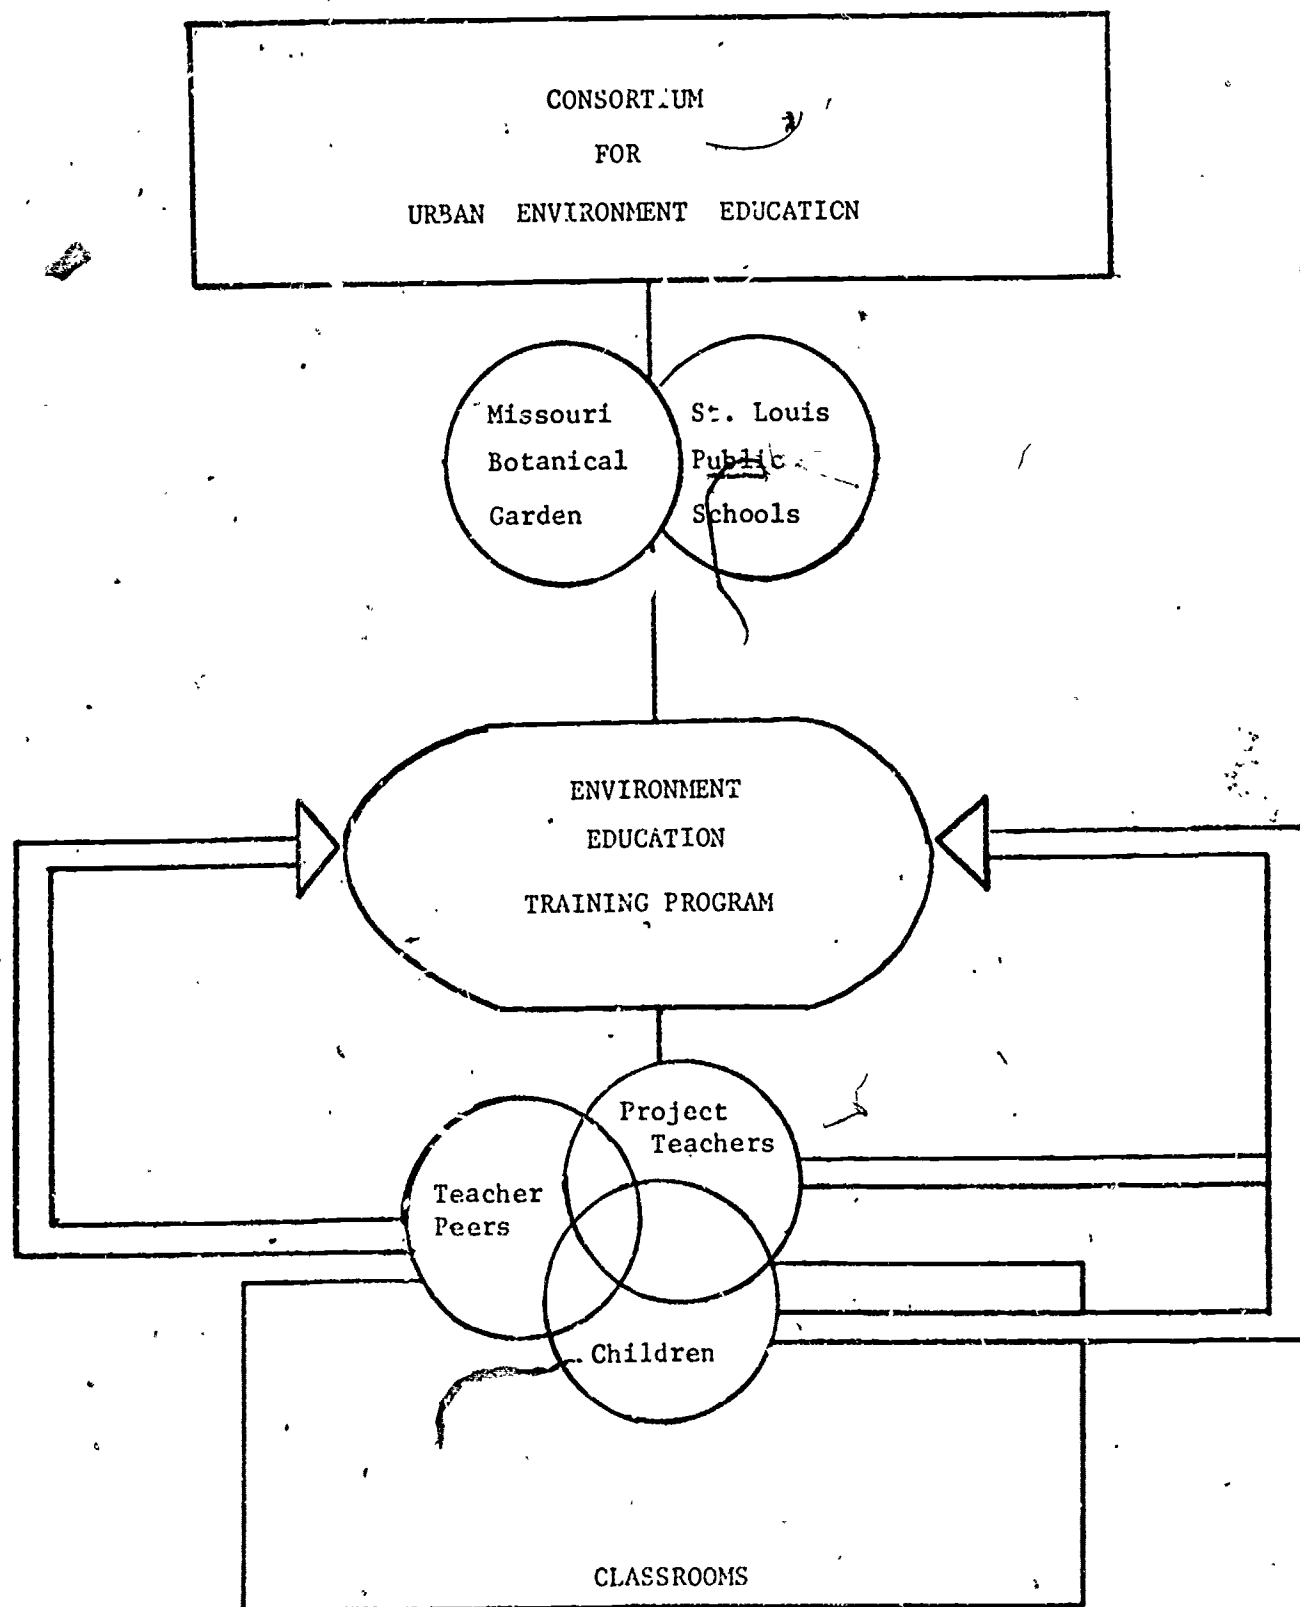 CONSORTIUM
FOR
URBAN ENVIRONMENT EDUCATION
Missouri
Botanical
Garden
St. Louis
Public
Schools
ENVIRONMENT
EDUCATION
TRAINING PROGRAM
Project
Teachers
Teacher
Peers
Children
CLASSROOMS